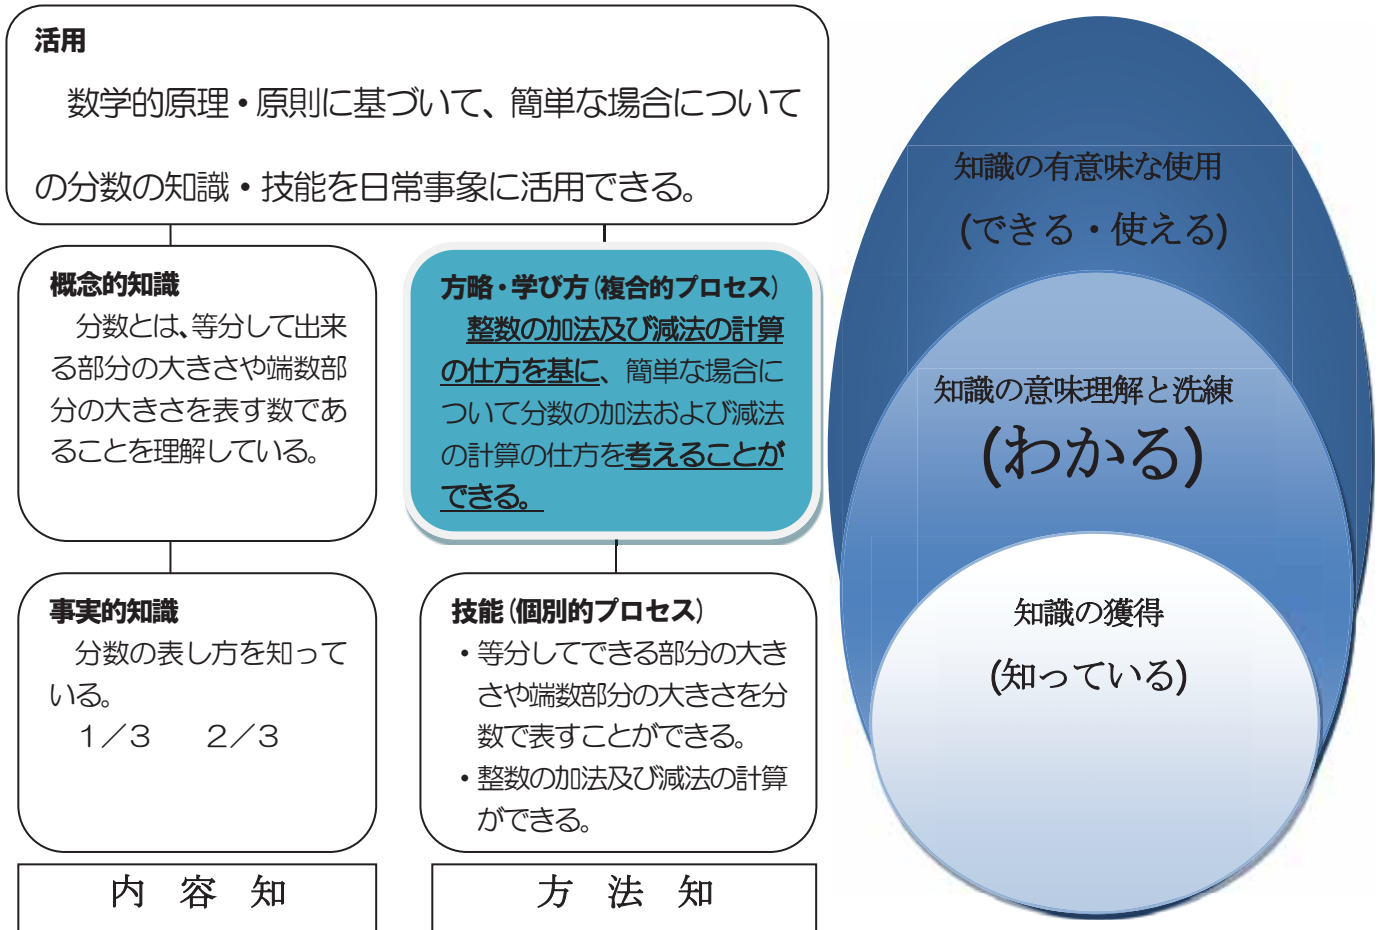 活用
数学的原理・原則に基づいて、簡単な場合について
の分数の知識・技能を日常事象に活用できる。
概念的知識
分数とは、等分して出来
る部分の大きさや端数部
分の大きさを表す数であ
ることを理解している。
方略・学び方(複合的プロセス)
整数の加法及び減法の計算
の仕方を基に、簡単な場合に
ついて分数の加法および減法
の計算の仕方を考えることが
できる。
事実的知識
分数の表し方を知って
いる。
1／3　2／3
技能(個別的プロセス)
・等分してできる部分の大き
さや端数部分の大きさを分
数で表すことができる。
・整数の加法及び減法の計算
ができる。
内 容 知
方 法 知
知識の有意味な使用
(できる・使える)
知識の意味理解と洗練
(わかる)
知識の獲得
(知っている)